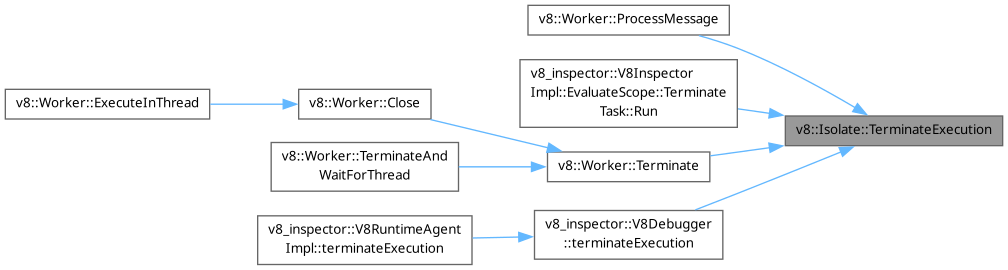 v8::Worker::ProcessMessage
v8_inspector::V8Inspector
Impl::EvaluateScope::Terminate
Task::Run
v8::Worker::ExecuteInThread
v8::Worker::Close
v8::Isolate::TerminateExecution
v8::Worker::TerminateAnd
WaitForThread
v8::Worker::Terminate
v8_inspector::V8RuntimeAgent
Impl::terminateExecution
v8_inspector::V8Debugger
::terminateExecution